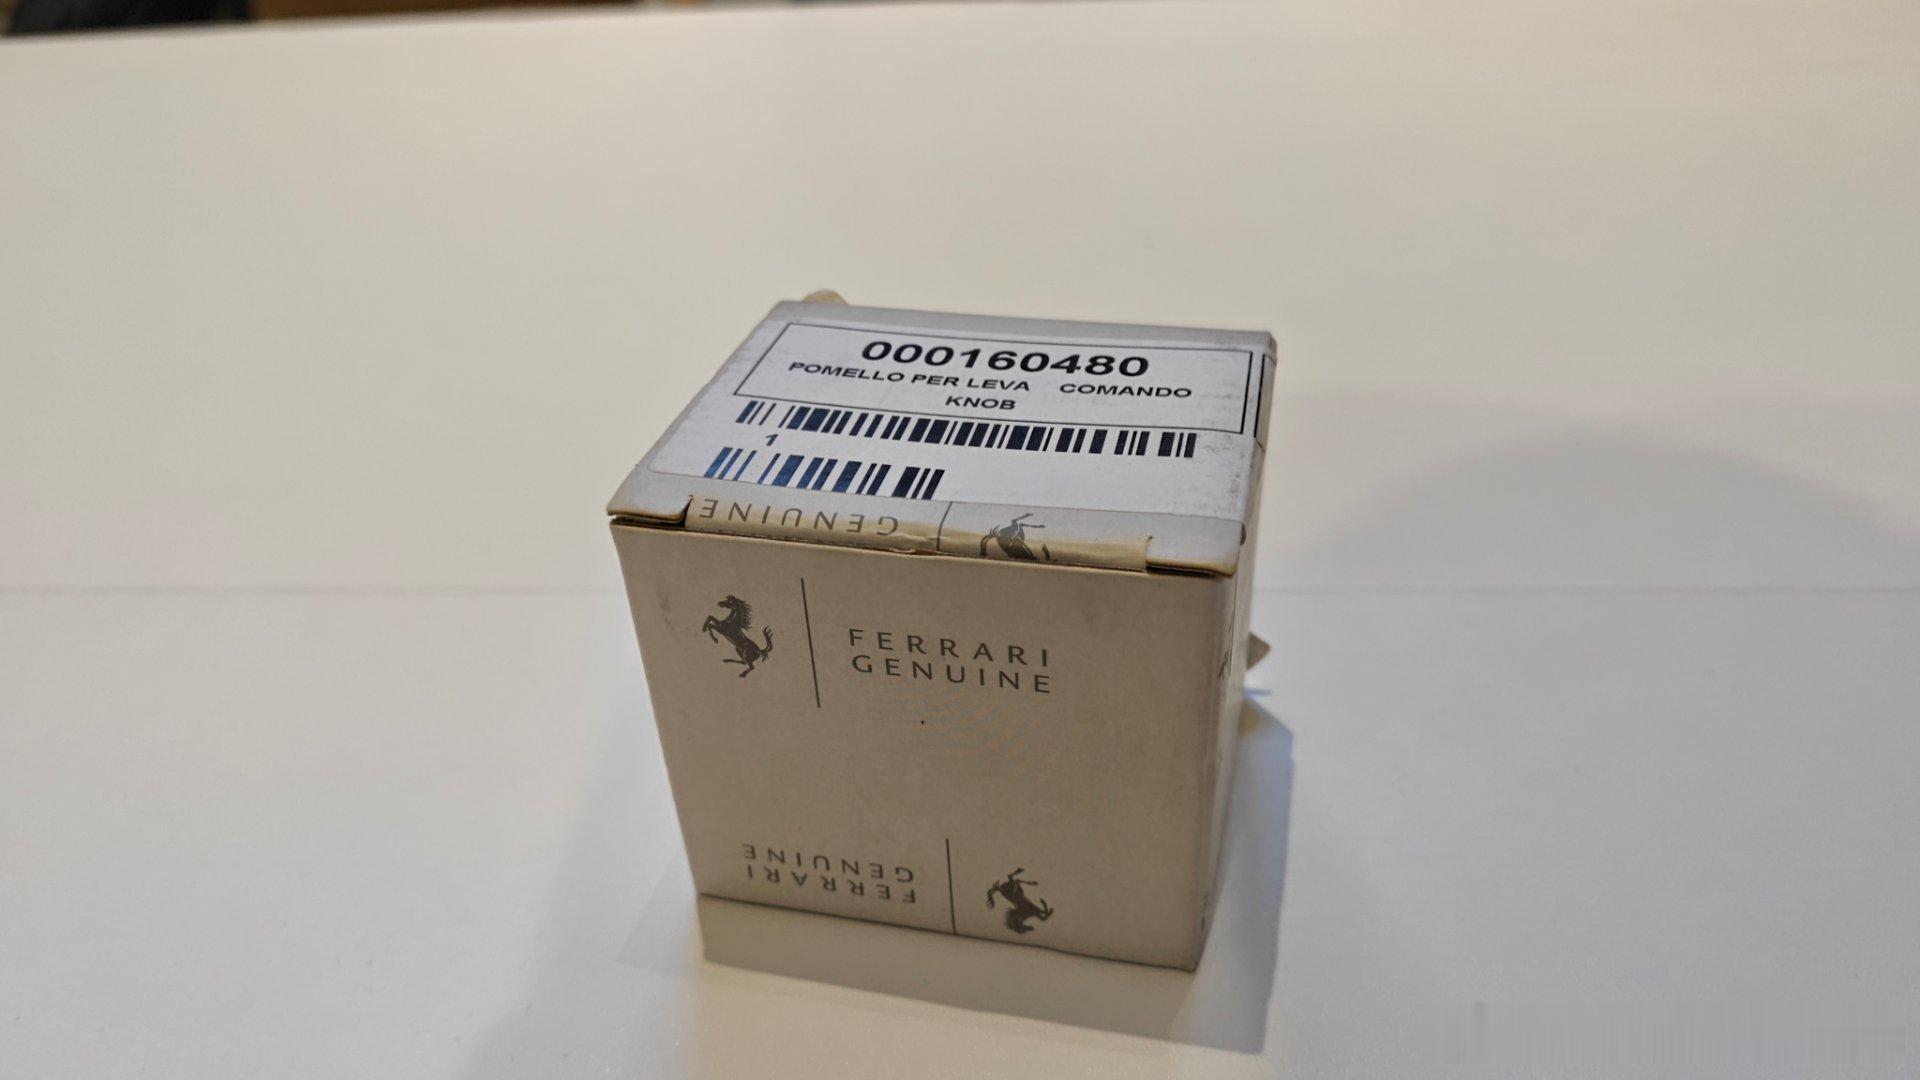 000160480
POMELLO PER LEVA COMANDO
KNOB
1
GENUINE
FERRARI
GENUINE
FERRARI
GENUINE